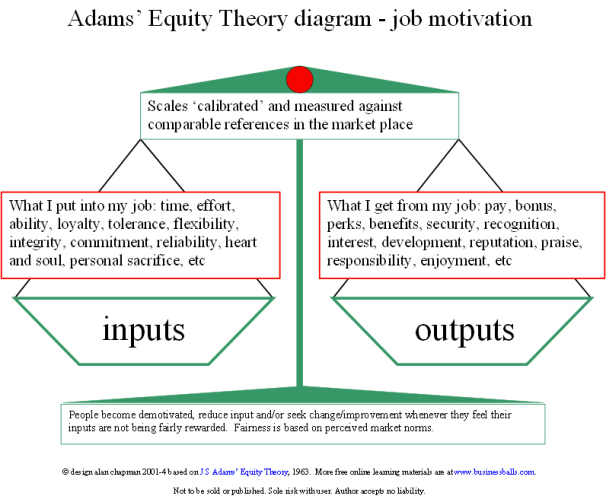 Adams’ Equity Theory diagram - job motivation
Scales ‘calibrated’ and measured against
comparable references in the market place
What I put into my job: time, effort,
ability, loyalty, tolerance, flexibility,
integrity, commitment, reliability, heart
and soul, personal sacrifice, etc
What I get from my job: pay, bonus,
perks, benefits, security, recognition,
interest, development, reputation, praise,
responsibility, enjoyment, etc
inputs
outputs
People become demotivated, reduce input and/or seek change/improvement whenever they feel their
inputs are not being fairly rewarded.  Fairness is based on perceived market norms.
© design alan chapman 2001-4 based on J S Adams’ Equity Theory, 1963.  More free online learning materials are at www.businessballs.com.
Not to be sold or published. Sole risk with user. Author accepts no liability.